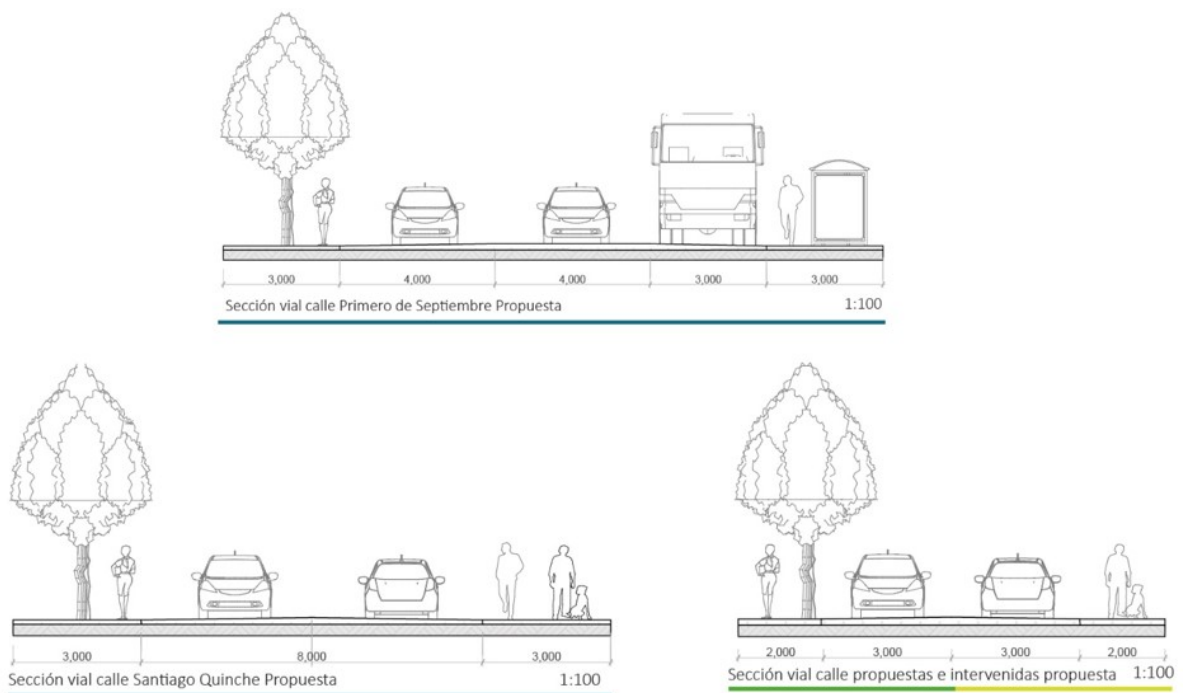 3,000 4,000 4,000 3,000 3,000
Sección vial calle Primero de Septiembre Propuesta 1:100
3,000 8,000 3,000
Sección vial calle Santiago Quinche Propuesta 1:100
2,000 3,000 3,000 2,000
Sección vial calle propuestas e intervenidas propuesta 1:100